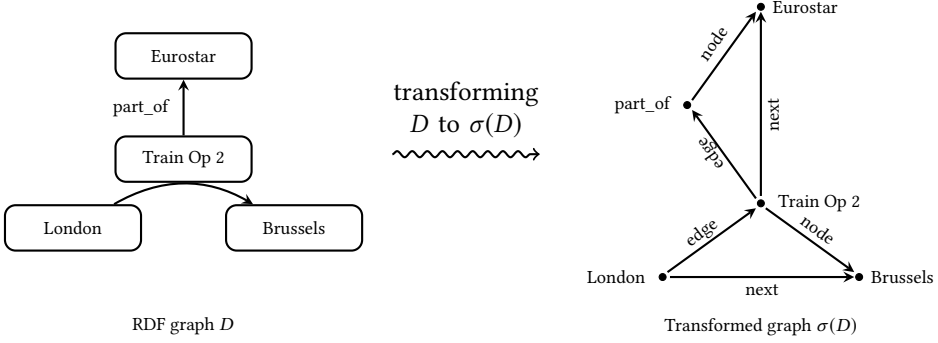 Eurostar
part_of
Train Op 2
London
Brussels
RDF graph D
transforming
D to σ(D)
Eurostar
node
part_of
next
edge
Train Op 2
edge
node
London
Brussels
next
Transformed graph σ(D)